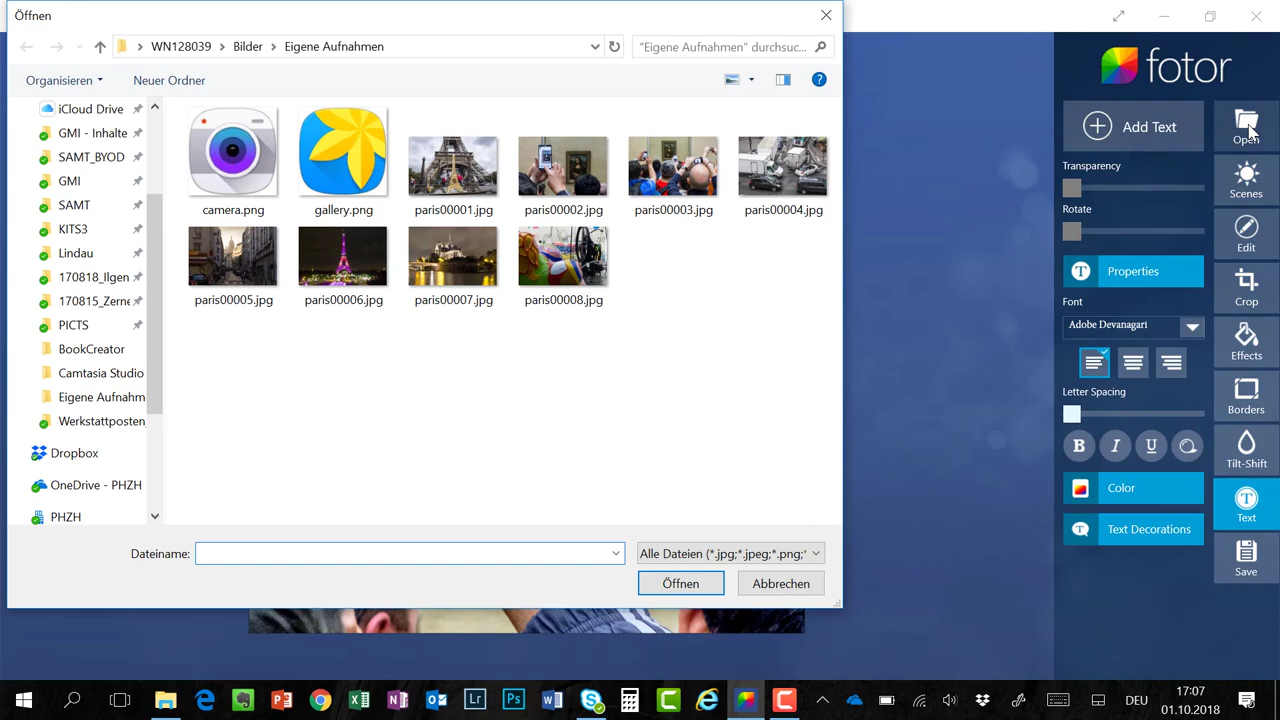 Öffnen
WN128039 > Bilder > Eigene Aufnahmen
"Eigene Aufnahmen" durchsuc...
Organisieren
Neuer Ordner
iCloud Drive
GMI - Inhalte
SAMT_BYOD
GMI
SAMT
KITS3
Lindau
170818_Ilgen
170815_Zerne
PICTS
BookCreator
Camtasia Studio
Eigene Aufnahm
Werkstattposten
Dropbox
OneDrive - PHZH
PHZH
camera.png
gallery.png
paris00001.jpg
paris00002.jpg
paris00003.jpg
paris00004.jpg
paris00005.jpg
paris00006.jpg
paris00007.jpg
paris00008.jpg
Dateiname:
Alle Dateien (*.jpg;*.jpeg;*.png;*
Öffnen
Abbrechen
fotor
Add Text
Transparency
Rotate
Properties
Font
Adobe Devanagari
Letter Spacing
B I U
Color
Text Decorations
Open
Scenes
Edit
Crop
Effects
Borders
Tilt-Shift
Text
Save
DEU
17:07
01.10.2018